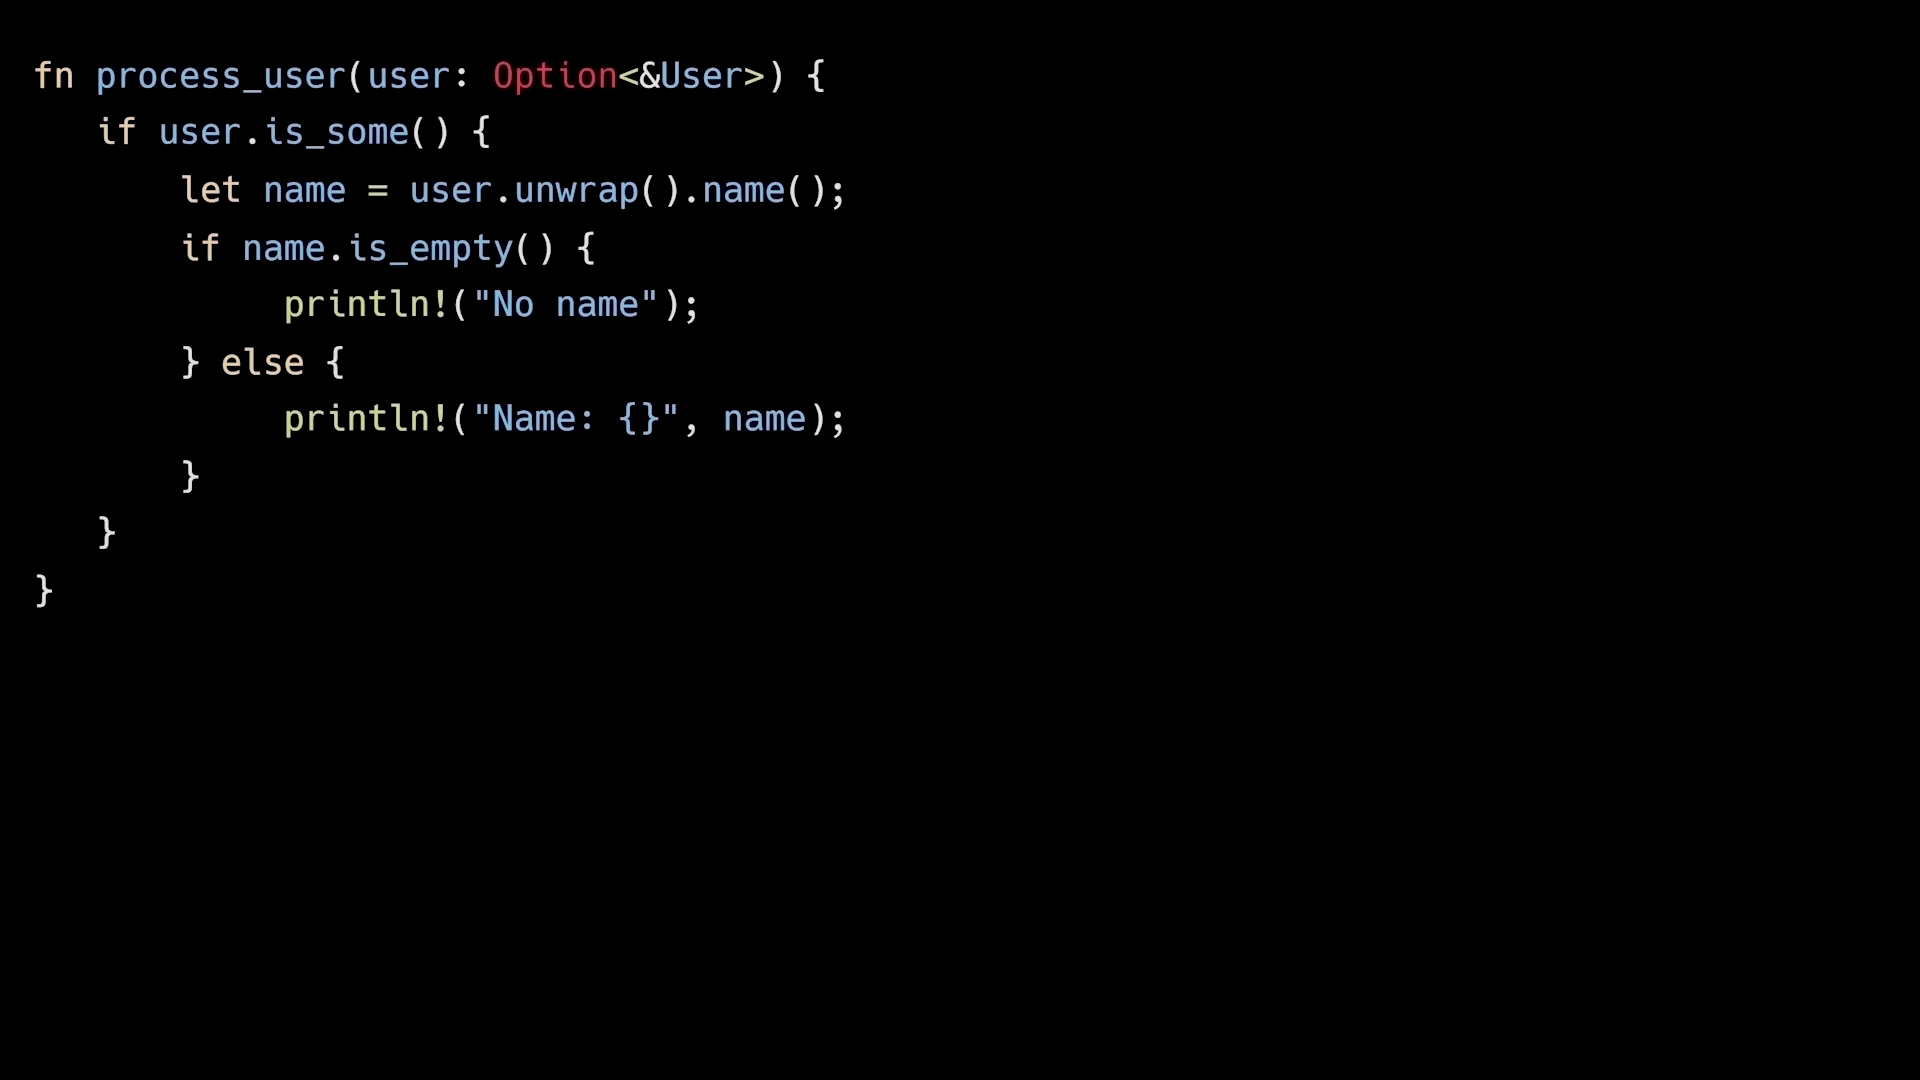 fn process_user(user: Option<&User>) {
if user.is_some() {
let name = user.unwrap().name();
if name.is_empty() {
println!("No name");
} else {
println!("Name: {}", name);
}
}
}